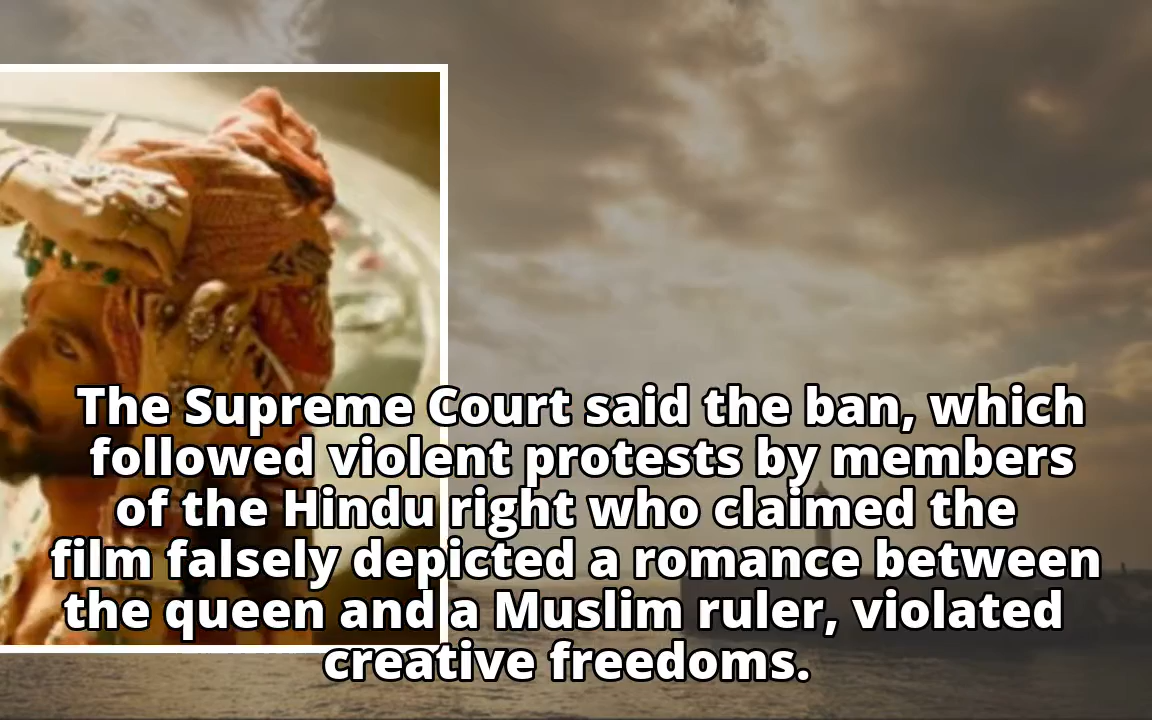 The Supreme Court said the ban, which
followed violent protests by members
of the Hindu right who claimed the
film falsely depicted a romance between
the queen and a Muslim ruler, violated
creative freedoms.